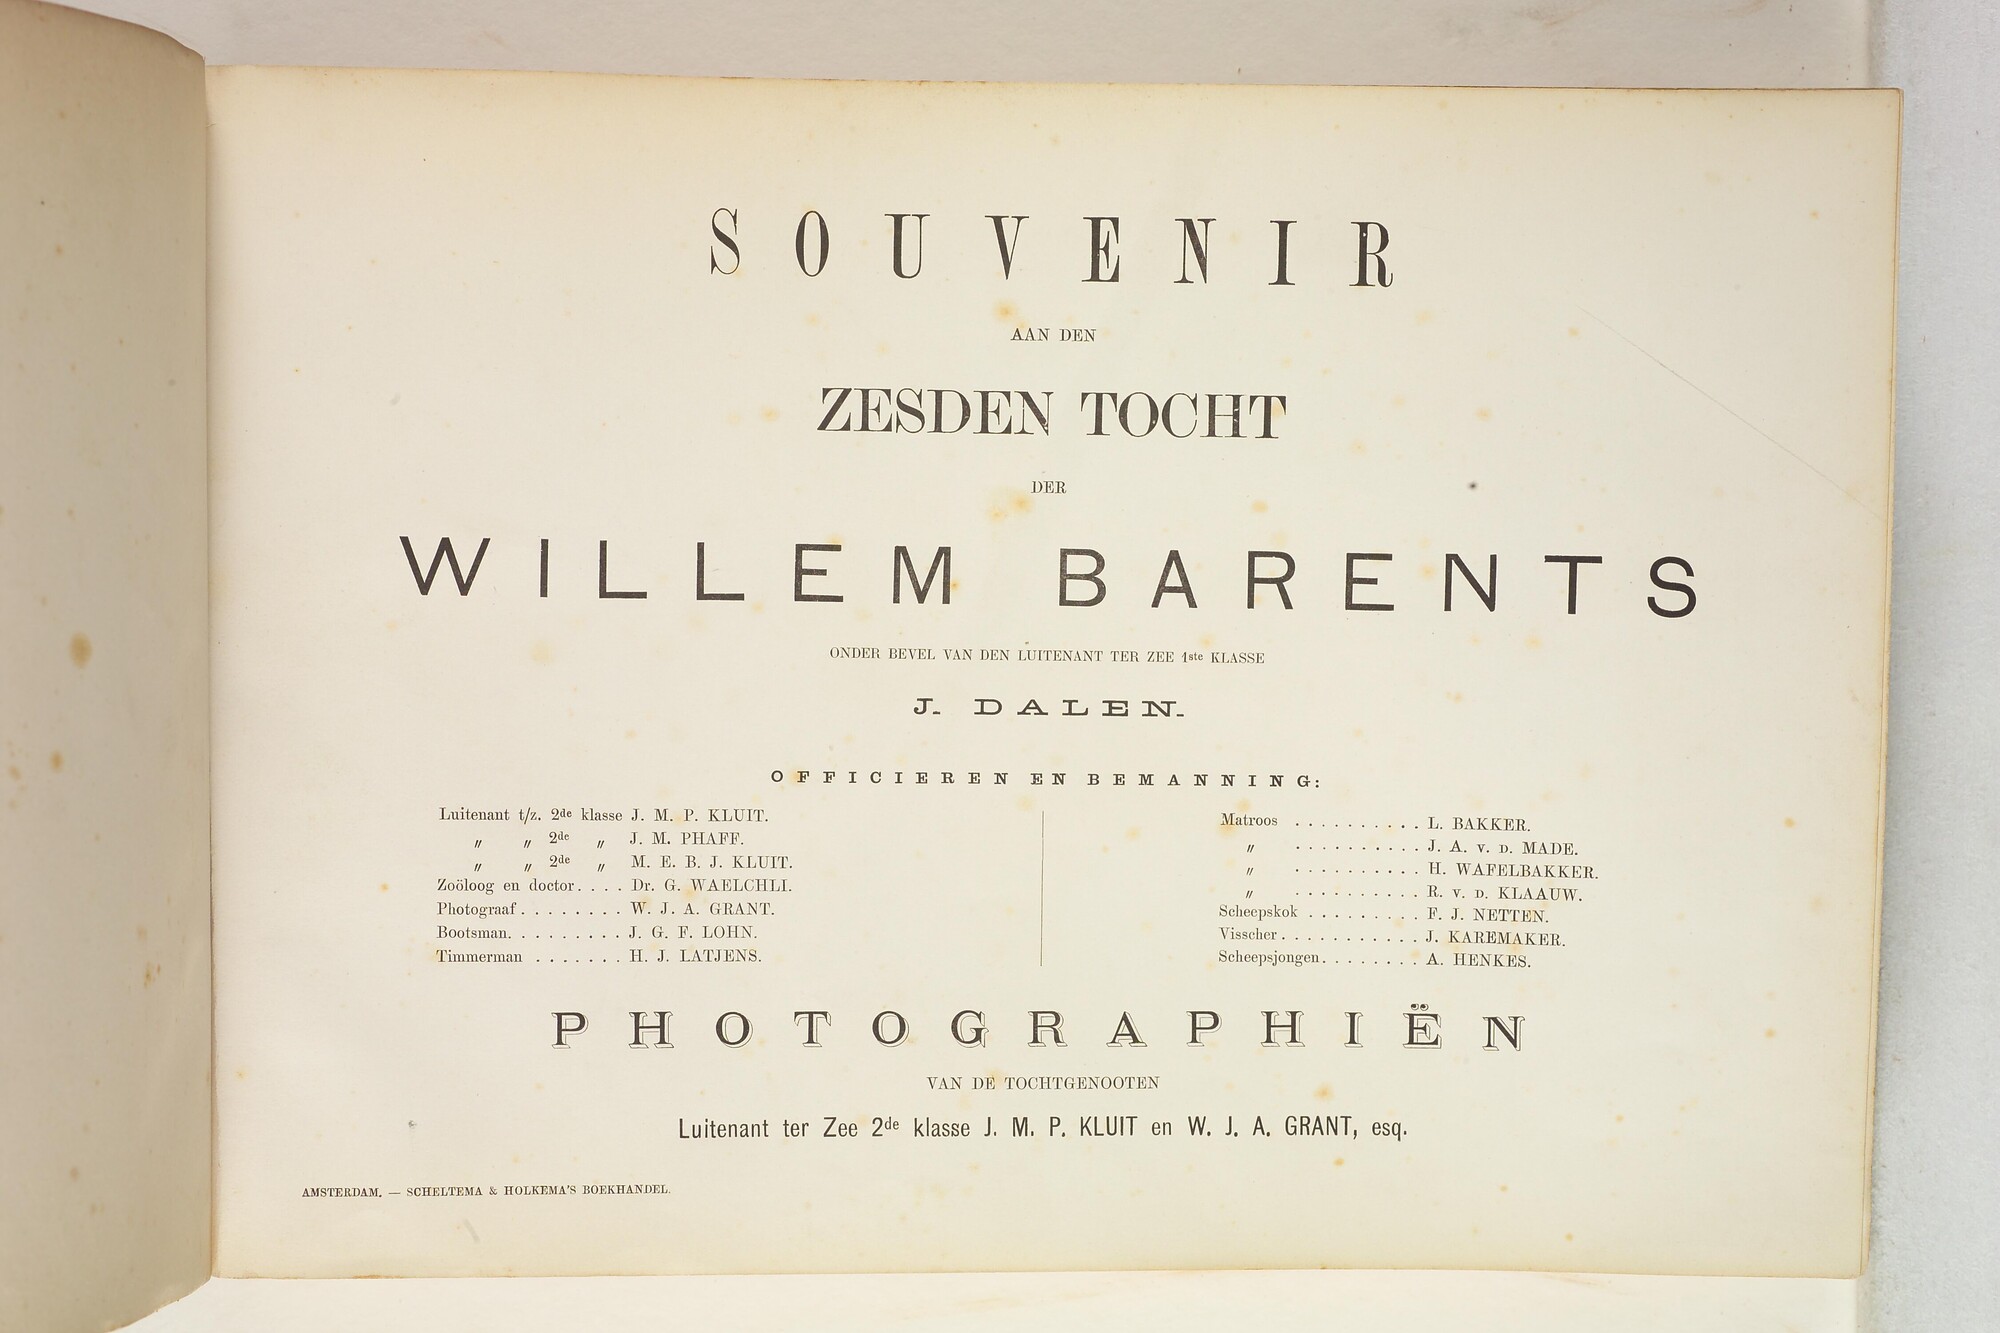 SOUVENIR
AAN DEN
ZESDEN TOCHT
DER
WILLEM BARENTS
ONDER BEVEL VAN DEN LUITENANT TER ZEE 1ste KLASSE
J. DALEN.
OFFICIEREN EN BEMANNING:
Luitenant t/z. 2de klasse J. M. P. KLUIT.
〃 〃 2de 〃 J. M. PHAFF.
〃 〃 2de 〃 M. E. B. J. KLUIT.
Zoöloog en doctor. . . . Dr. G. WAELCHLI.
Photograaf . . . . . . . . W. J. A. GRANT.
Bootsman. . . . . . . . . J. G. F. LOHN.
Timmerman . . . . . . . H. J. LATJENS.
Matroos . . . . . . . . . . L. BAKKER.
〃 . . . . . . . . . . J. A. v. D. MADE.
〃 . . . . . . . . . . H. WAFELBAKKER.
〃 . . . . . . . . . . R. v. D. KLAAUW.
Scheepskok . . . . . . . . . F. J. NETTEN.
Visscher . . . . . . . . . . . J. KAREMAKER.
Scheepsjongen. . . . . . . . A. HENKES.
PHOTOGRAPHIËN
VAN DE TOCHTGENOOTEN
Luitenant ter Zee 2de klasse J. M. P. KLUIT en W. J. A. GRANT, esq.
AMSTERDAM. — SCHELTEMA & HOLKEMA'S BOEKHANDEL.